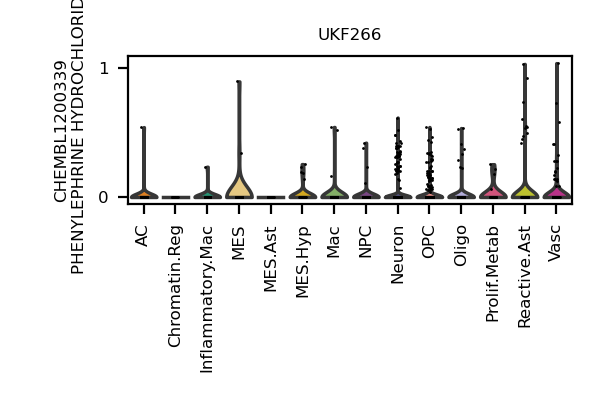 UKF266
CHEMBL1200339
PHENYLEPHRINE HYDROCHLORID
1
0
AC
Chromatin.Reg
Inflammatory.Mac
MES
MES.Ast
MES.Hyp
Mac
NPC
Neuron
OPC
Oligo
Prolif.Metab
Reactive.Ast
Vasc